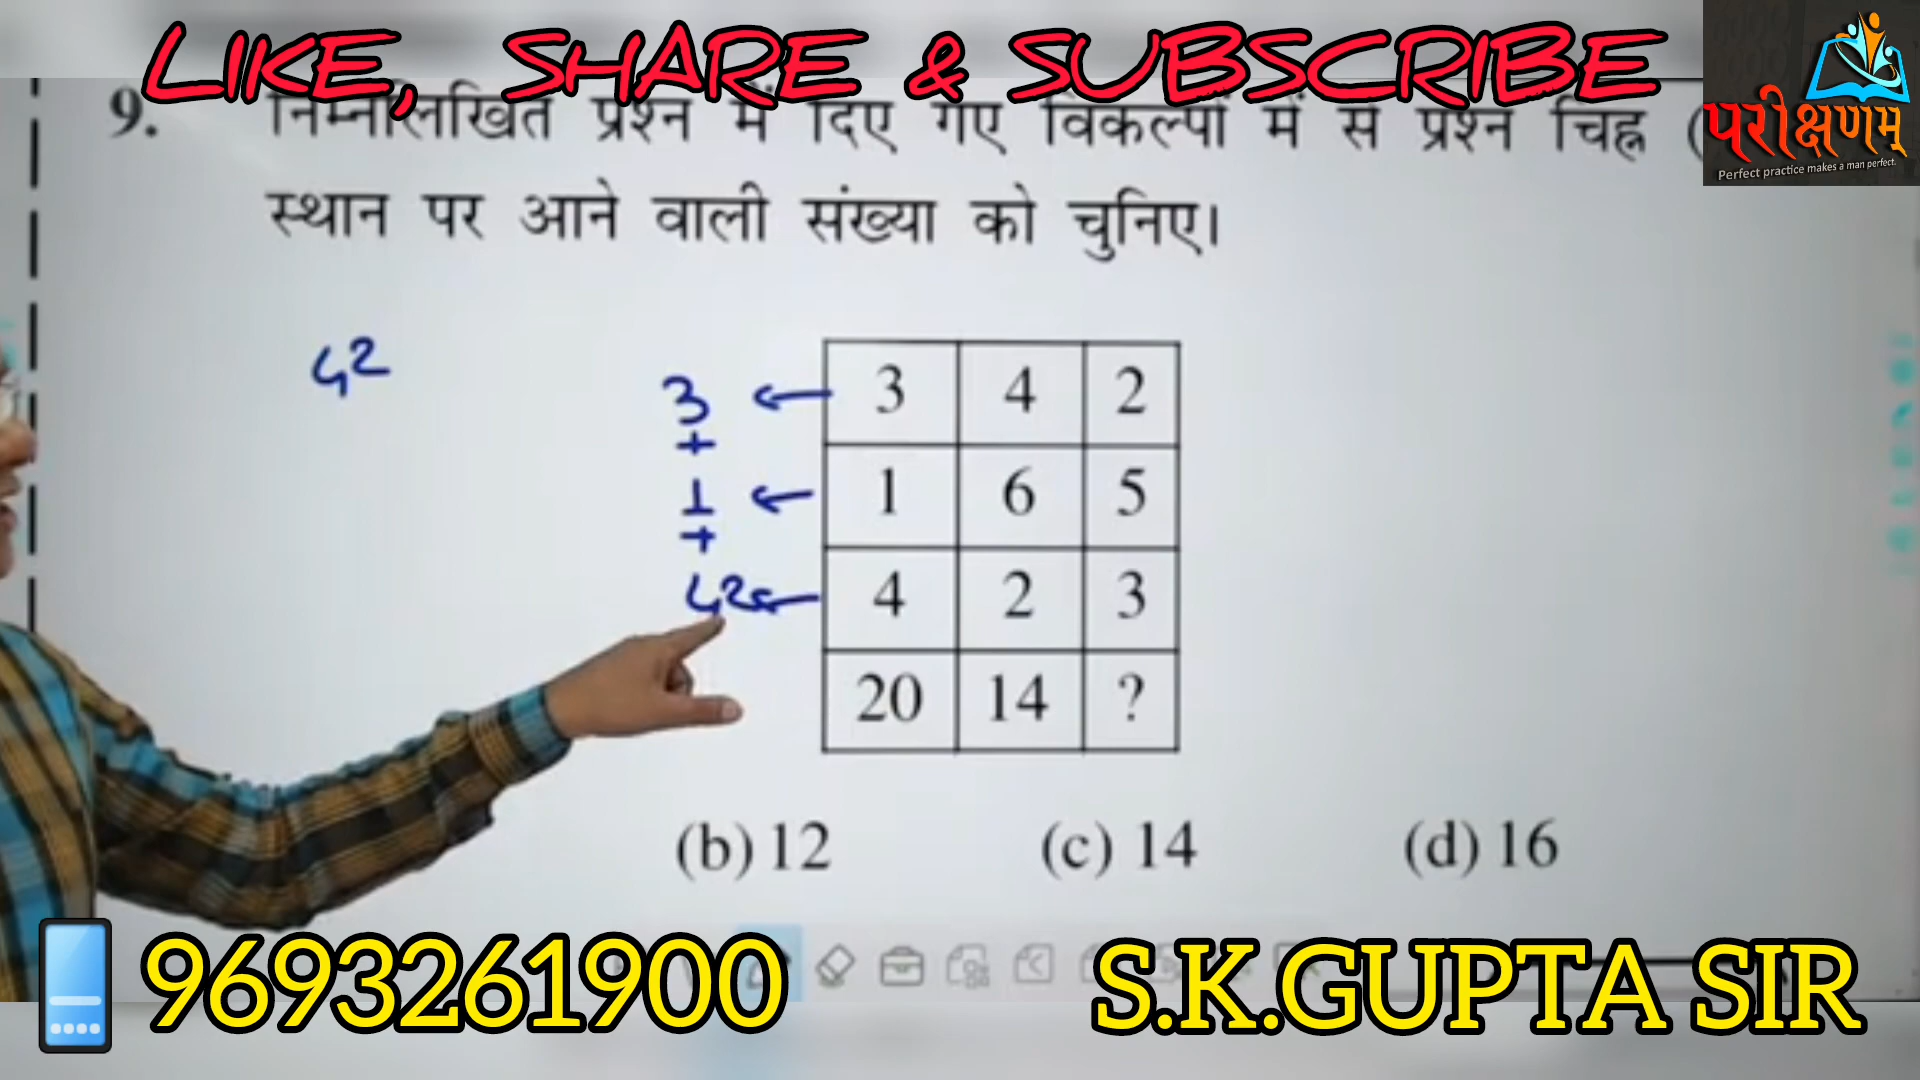 LIKE, SHARE & SUBSCRIBE
परीक्षणम्
Perfect practice makes a man perfect.
9. निम्नलिखित प्रश्न में दिए गए विकल्पों में से प्रश्न चिह्न (
स्थान पर आने वाली संख्या को चुनिए।
4²
3 ← 3 4 2
+
1 ← 1 6 5
+
4² ← 4 2 3
20 14 ?
(b) 12 (c) 14 (d) 16
9693261900 S.K.GUPTA SIR